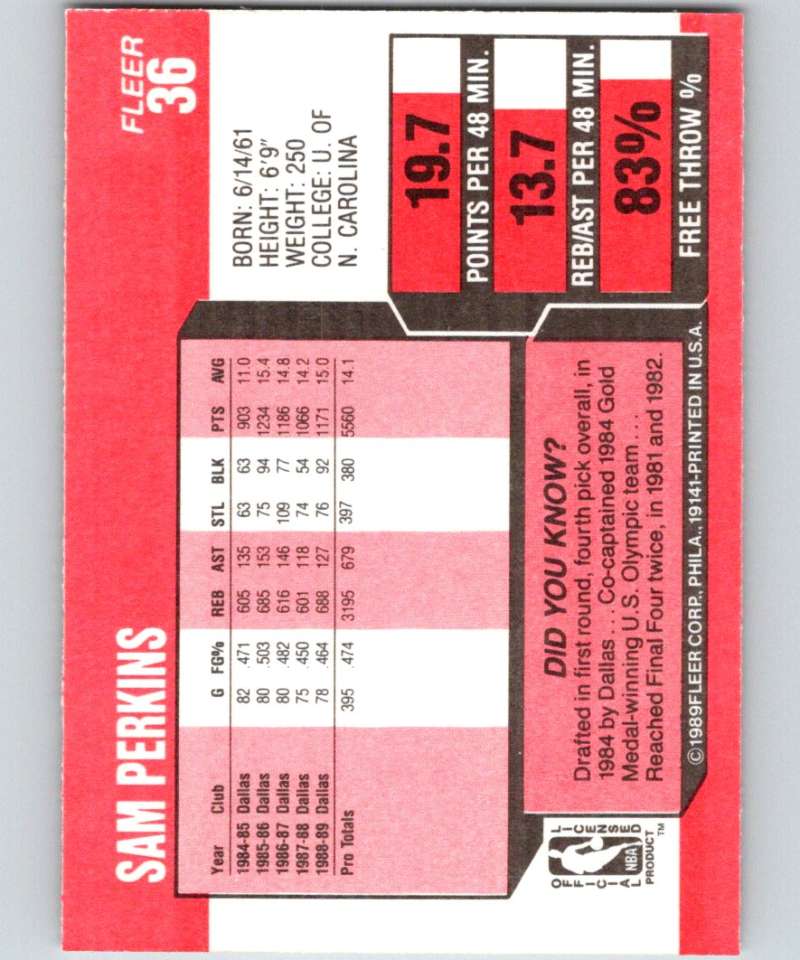 SAM PERKINS
FLEER
36
Year Club G FG% REB AST STL BLK PTS AVG
1984-85 Dallas 82 .471 605 135 63 63 903 11.0
1985-86 Dallas 80 .503 685 153 75 94 1234 15.4
1986-87 Dallas 80 .482 616 146 109 77 1186 14.8
1987-88 Dallas 75 .450 601 118 74 54 1066 14.2
1988-89 Dallas 78 .464 688 127 76 92 1171 15.0
Pro Totals 395 .474 3195 679 397 380 5560 14.1
BORN: 6/14/61
HEIGHT: 6'9"
WEIGHT: 250
COLLEGE: U. OF
N. CAROLINA
19.7
POINTS PER 48 MIN.
13.7
REB/AST PER 48 MIN.
83%
FREE THROW %
DID YOU KNOW?
Drafted in first round, fourth pick overall, in
1984 by Dallas . . . Co-captained 1984 Gold
Medal-winning U.S. Olympic team . . .
Reached Final Four twice, in 1981 and 1982.
OFFICIAL LICENSED
NBA
PRODUCT™
©1989FLEER CORP., PHILA., 19141-PRINTED IN U.S.A.